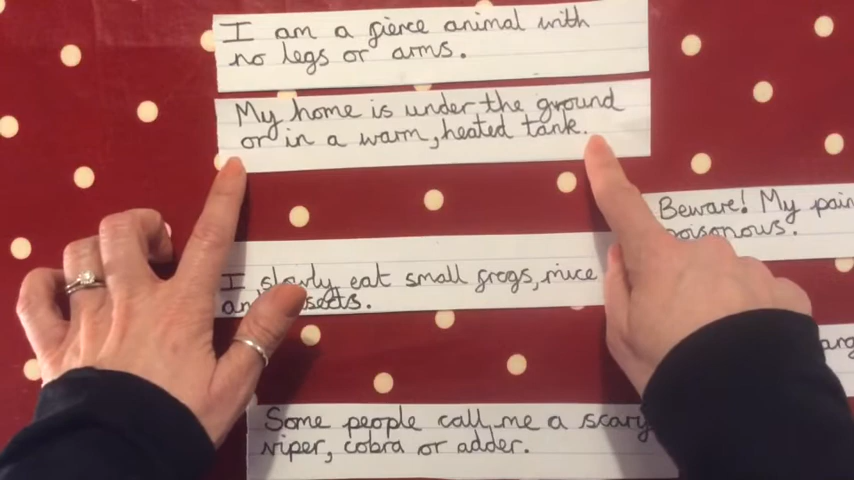 I am a fierce animal with
no legs or arms.
My home is under the ground
or in a warm, heated tank.
Beware! My
poisonous.
I slowly eat small frogs, mice
Some people call me a scary
viper, cobra or adder.